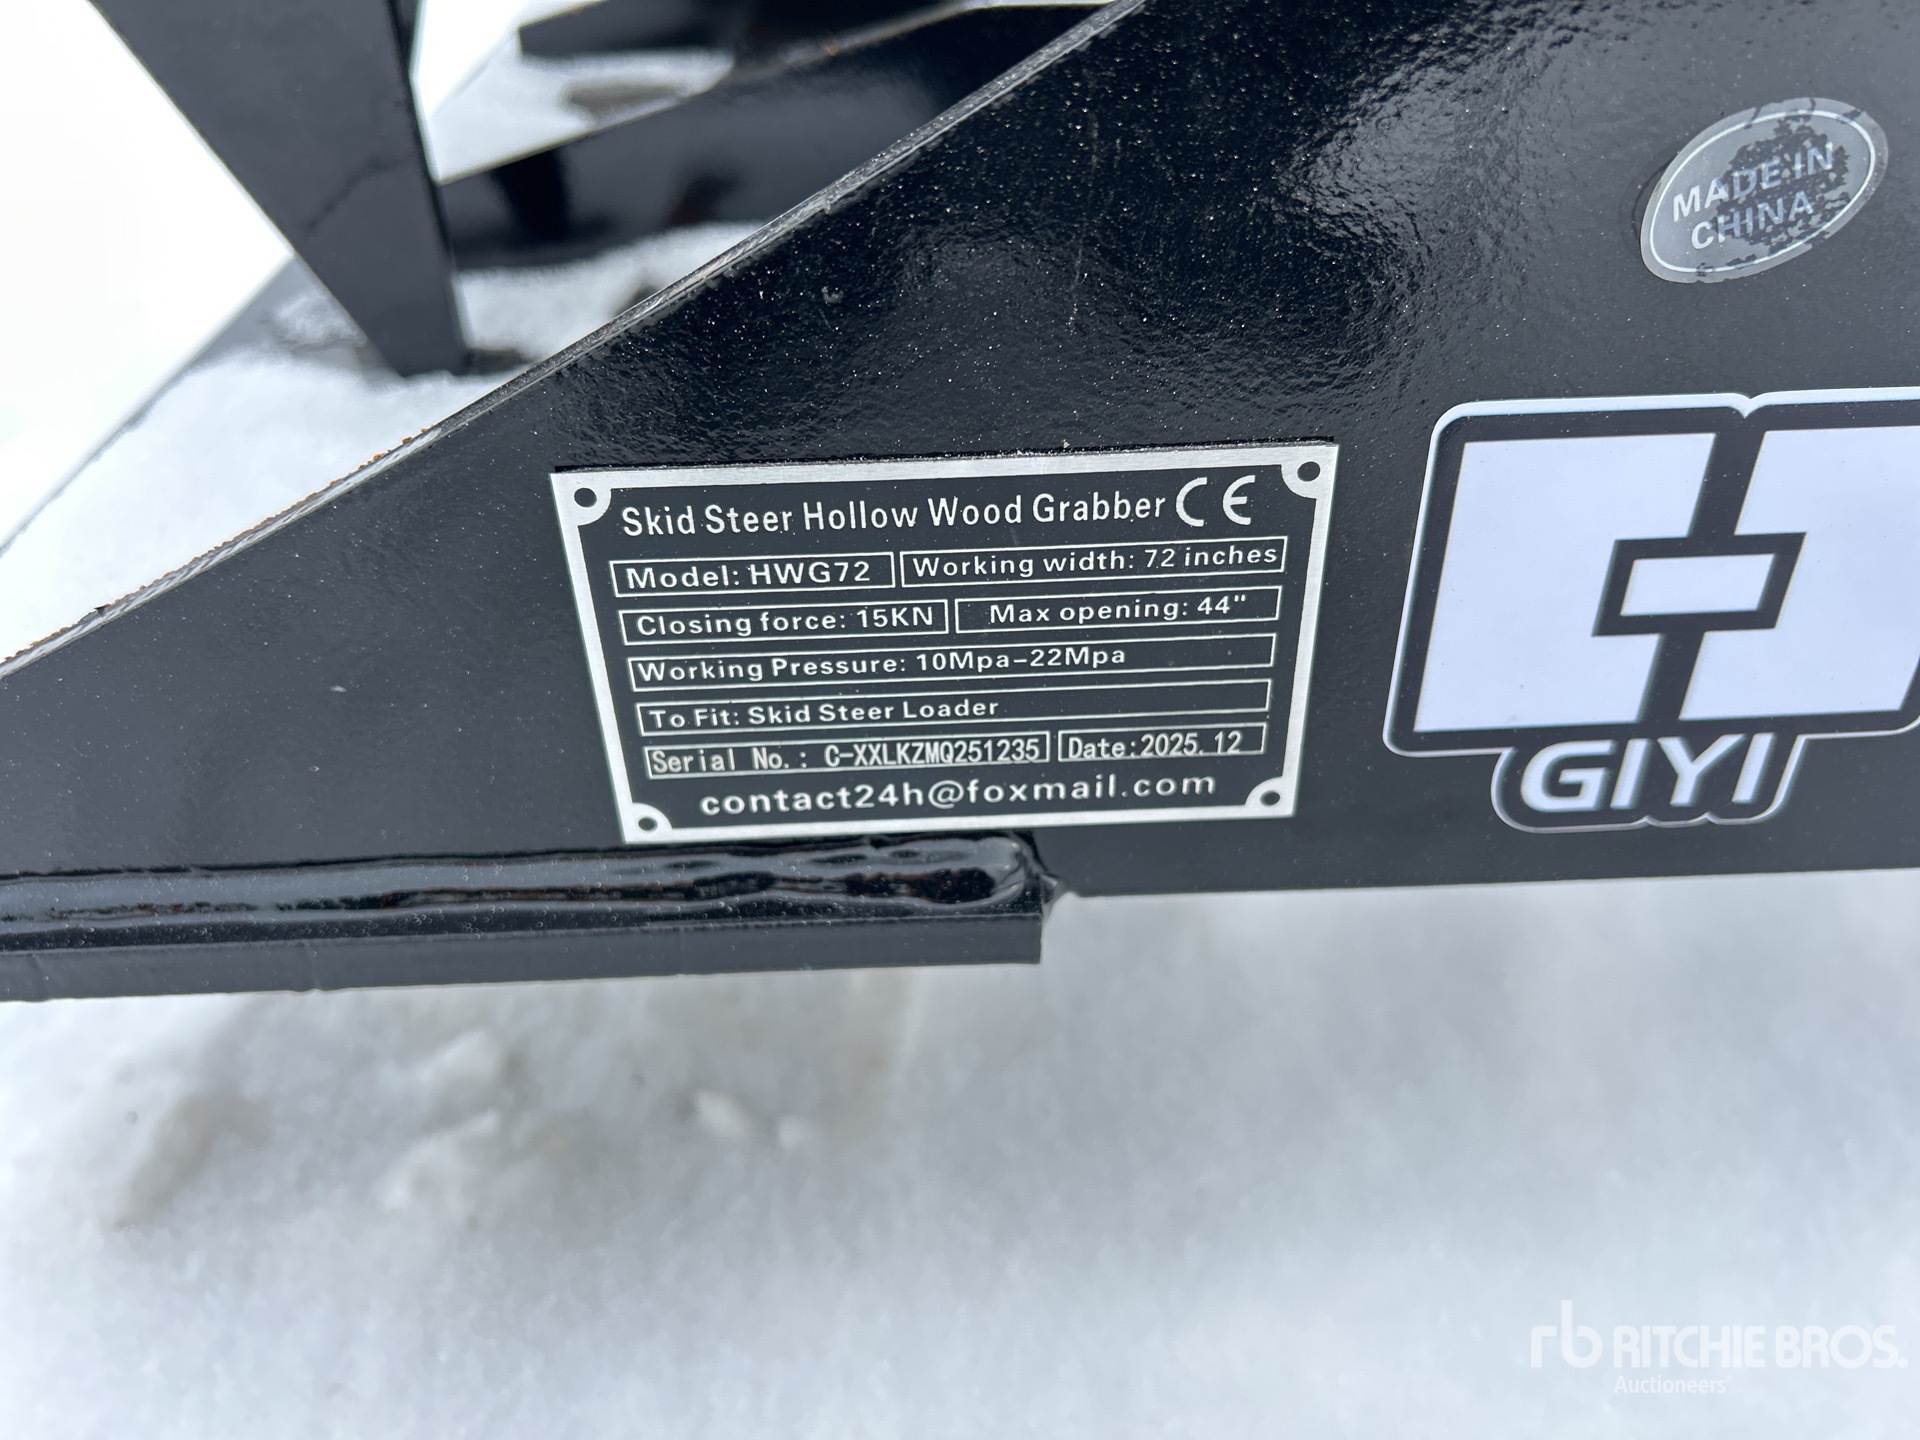 MADE IN
CHINA
Skid Steer Hollow Wood Grabber CE
Model: HWG72 Working width: 72 inches
Closing force: 15KN Max opening: 44"
Working Pressure: 10Mpa-22Mpa
To Fit: Skid Steer Loader
Serial No.: C-XXLKZMQ251235 Date:2025.12
contact24h@foxmail.com
GIYI
rb RITCHIE BROS.
Auctioneers